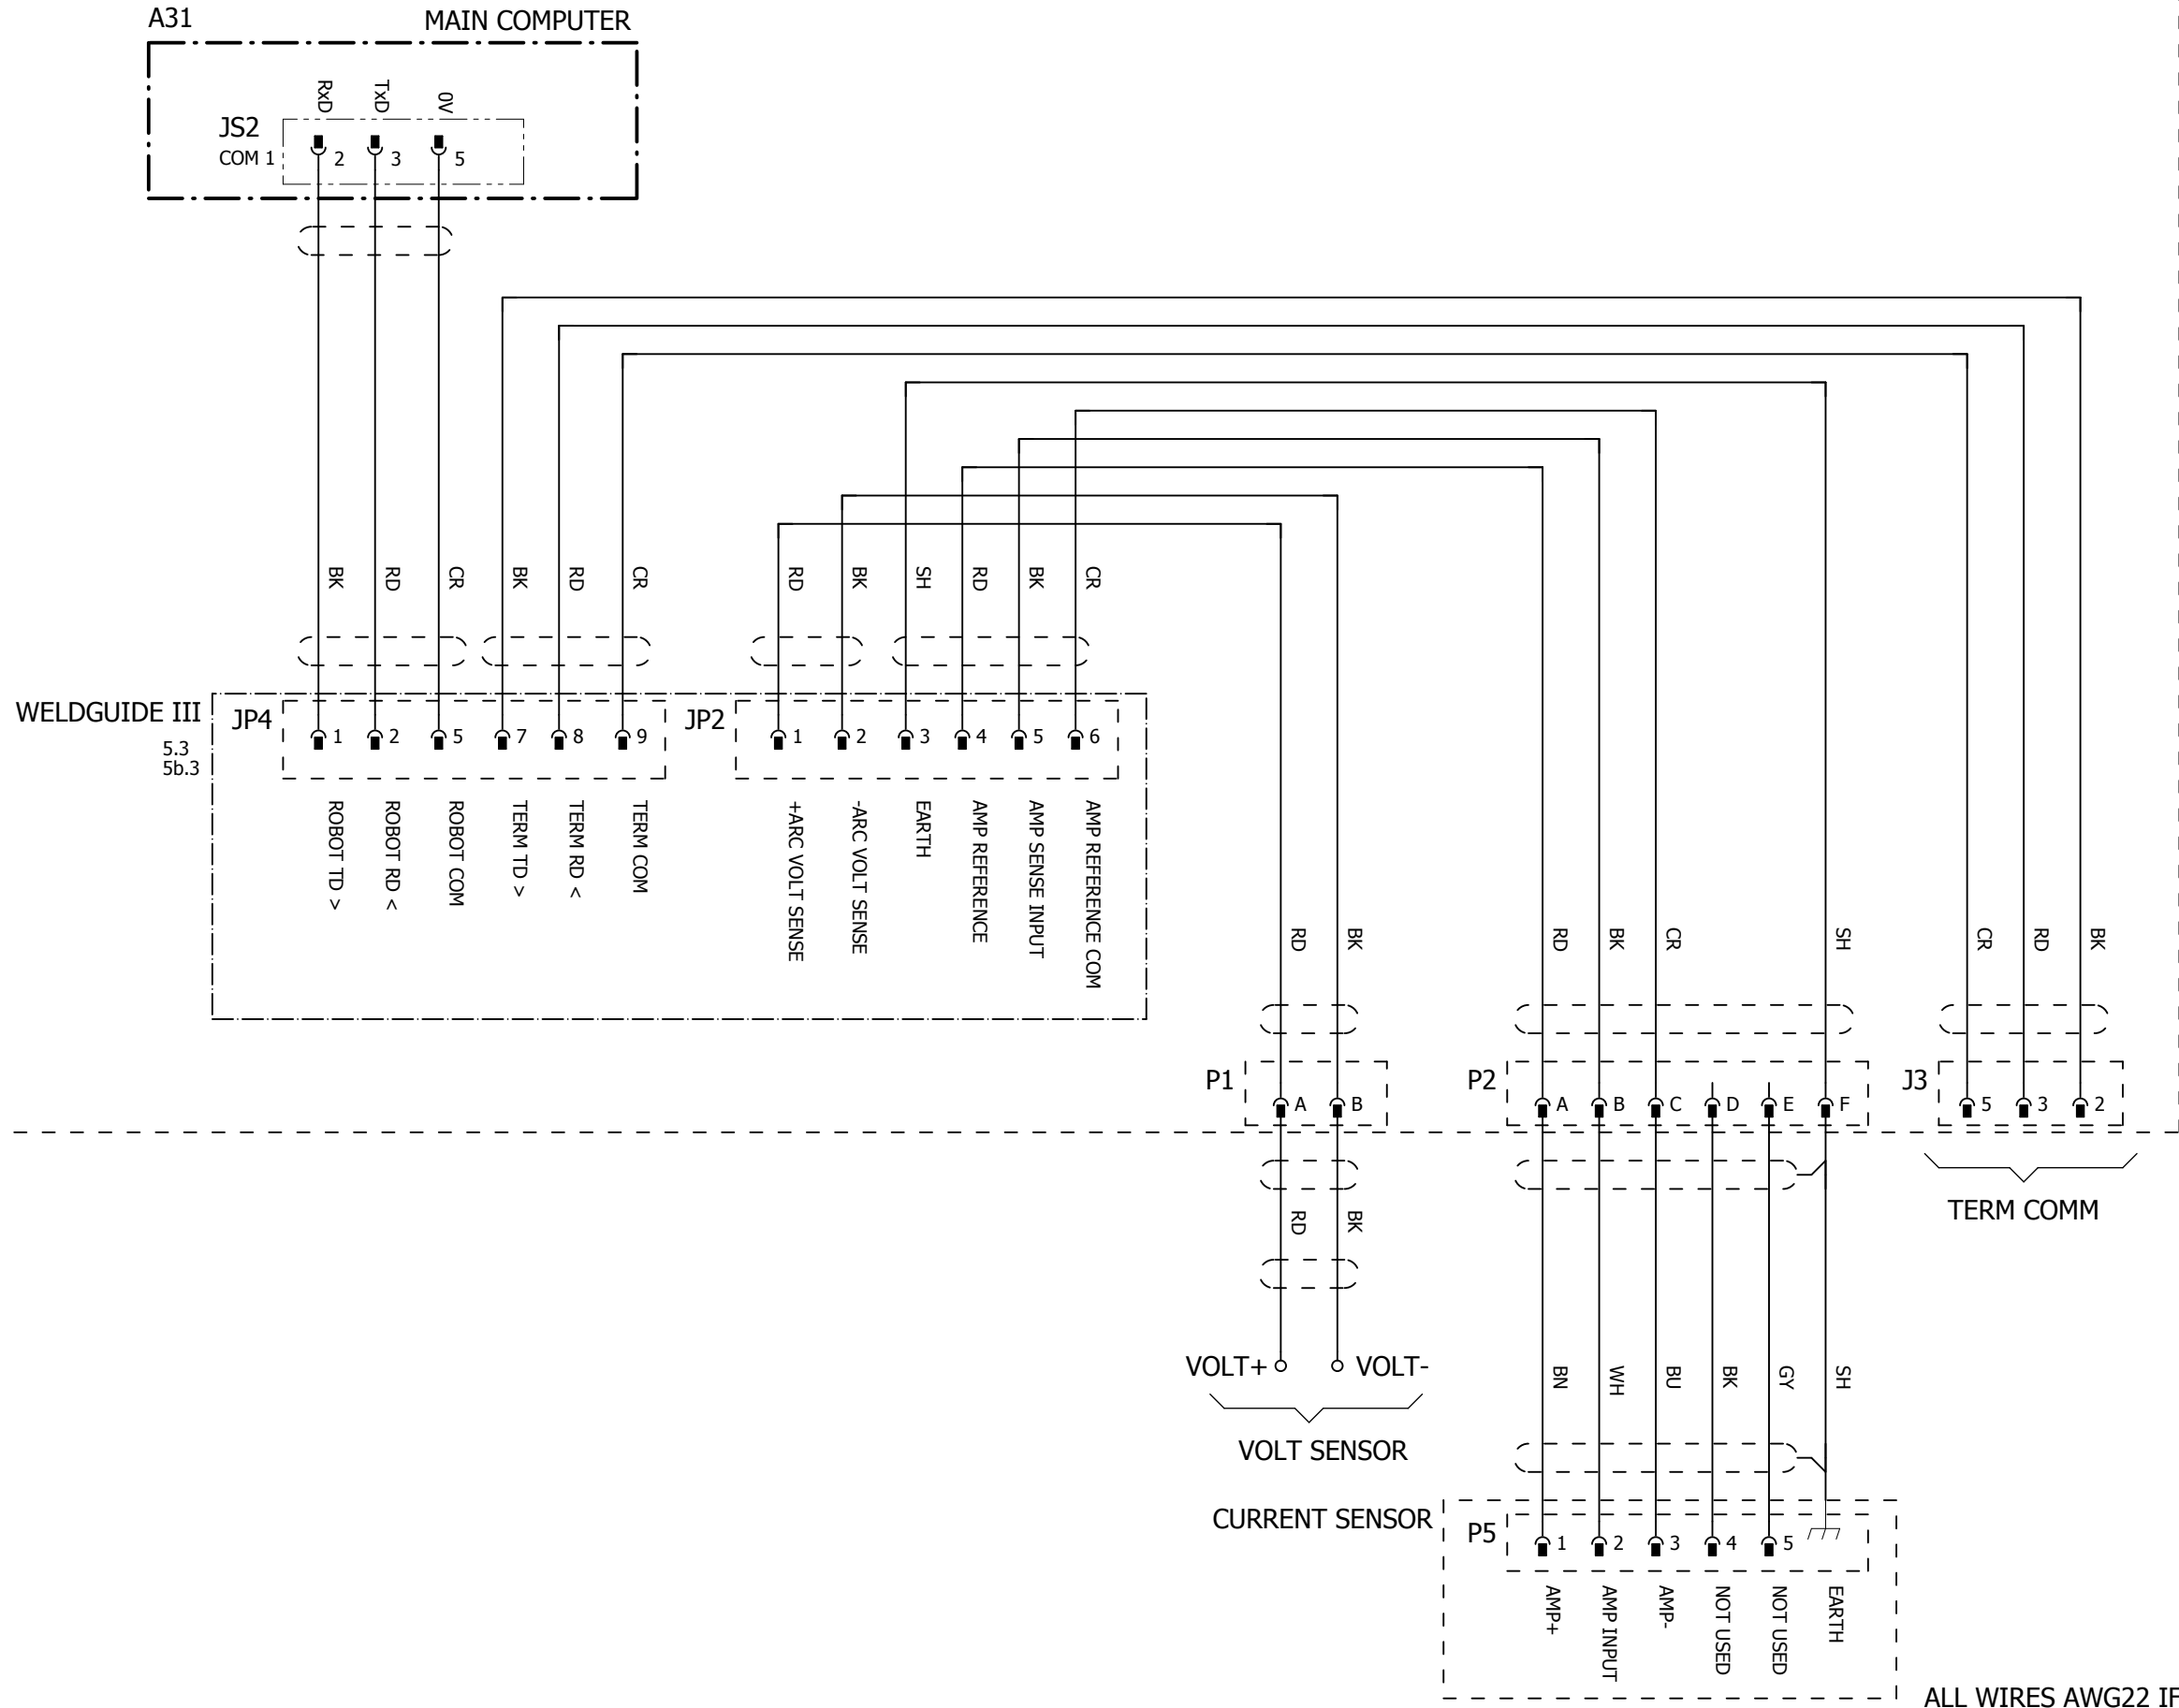 A31
MAIN COMPUTER
RxD
TxD
0V
JS2
COM 1
2
3
5
BK
RD
CR
BK
RD
CR
RD
BK
SH
RD
BK
CR
WELDGUIDE III
5.3
5b.3
JP4
1
2
5
7
8
9
JP2
1
2
3
4
5
6
ROBOT TD >
ROBOT RD <
ROBOT COM
TERM TD >
TERM RD <
TERM COM
+ARC VOLT SENSE
-ARC VOLT SENSE
EARTH
AMP REFERENCE
AMP SENSE INPUT
AMP REFERENCE COM
RD
BK
RD
BK
CR
SH
CR
RD
BK
P1
A
B
P2
A
B
C
D
E
F
J3
5
3
2
TERM COMM
RD
BK
VOLT+
VOLT-
VOLT SENSOR
BN
WH
BU
BK
GY
SH
CURRENT SENSOR
P5
1
2
3
4
5
AMP+
AMP INPUT
AMP-
NOT USED
NOT USED
EARTH
ALL WIRES AWG22